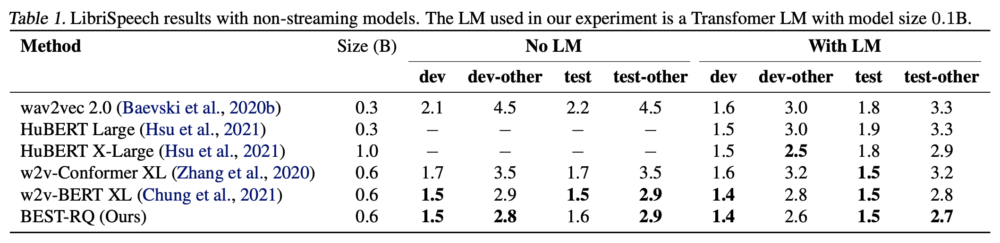 Table 1. LibriSpeech results with non-streaming models. The LM used in our experiment is a Transfomer LM with model size 0.1B.
Method Size (B) No LM With LM
dev dev-other test test-other dev dev-other test test-other
wav2vec 2.0 (Baevski et al., 2020b) 0.3 2.1 4.5 2.2 4.5 1.6 3.0 1.8 3.3
HuBERT Large (Hsu et al., 2021) 0.3 – – – – 1.5 3.0 1.9 3.3
HuBERT X-Large (Hsu et al., 2021) 1.0 – – – – 1.5 2.5 1.8 2.9
w2v-Conformer XL (Zhang et al., 2020) 0.6 1.7 3.5 1.7 3.5 1.6 3.2 1.5 3.2
w2v-BERT XL (Chung et al., 2021) 0.6 1.5 2.9 1.5 2.9 1.4 2.8 1.5 2.8
BEST-RQ (Ours) 0.6 1.5 2.8 1.6 2.9 1.4 2.6 1.5 2.7